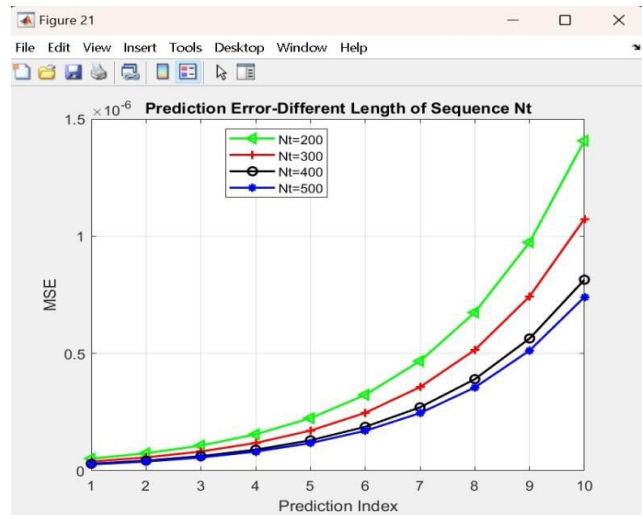 Figure 21
File Edit View Insert Tools Desktop Window Help
×10⁻⁶ Prediction Error-Different Length of Sequence Nt
1.5
Nt=200
Nt=300
Nt=400
Nt=500
1
MSE
0.5
0
1 2 3 4 5 6 7 8 9 10
Prediction Index